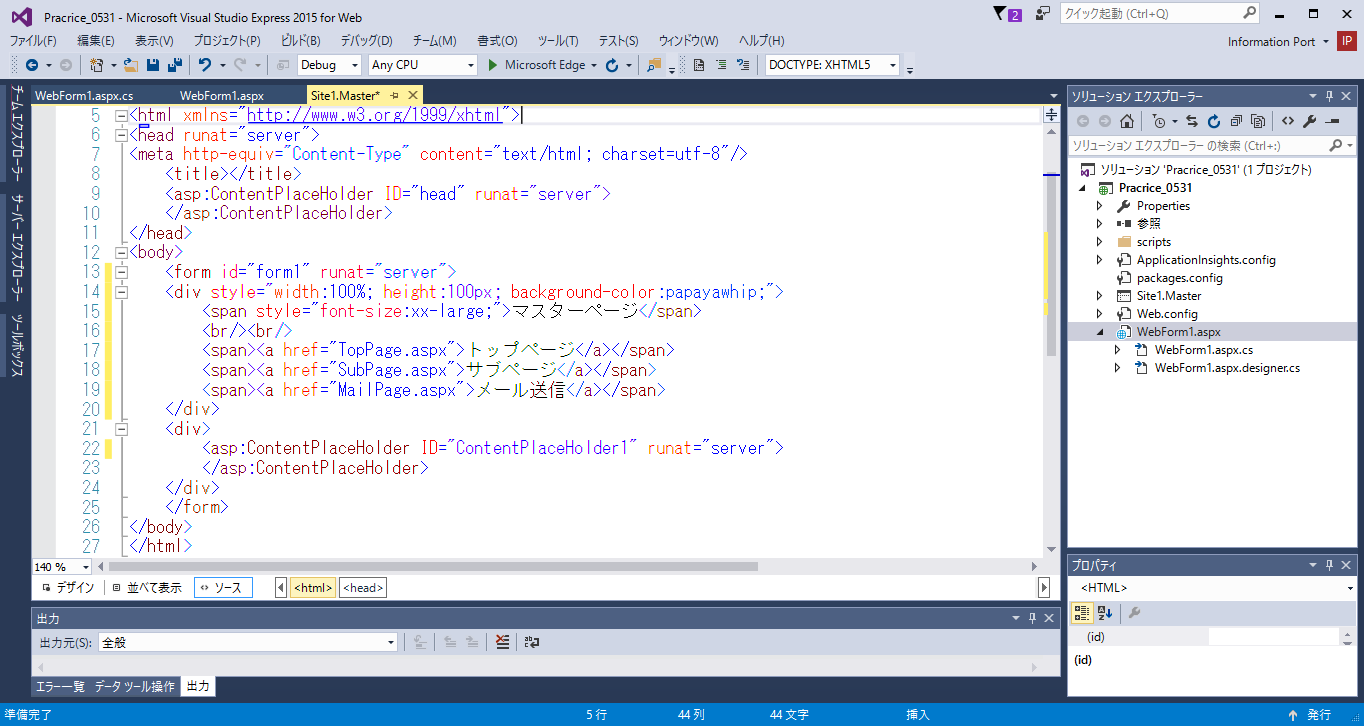 Pracrice_0531 - Microsoft Visual Studio Express 2015 for Web
2
クイック起動 (Ctrl+Q)
ファイル(F) 編集(E) 表示(V) プロジェクト(P) ビルド(B) デバッグ(D) チーム(M) 書式(O) ツール(T) テスト(S) ウィンドウ(W) ヘルプ(H)
Information Port IP
Debug Any CPU Microsoft Edge DOCTYPE: XHTML5
チーム エクスプローラー
サーバー エクスプローラー
ツールボックス
WebForm1.aspx.cs WebForm1.aspx Site1.Master*
5 <html xmlns="http://www.w3.org/1999/xhtml">
6 <head runat="server">
7 <meta http-equiv="Content-Type" content="text/html; charset=utf-8"/>
8 <title></title>
9 <asp:ContentPlaceHolder ID="head" runat="server">
10 </asp:ContentPlaceHolder>
11 </head>
12 <body>
13 <form id="form1" runat="server">
14 <div style="width:100%; height:100px; background-color:papayawhip;">
15 <span style="font-size:xx-large;">マスターページ</span>
16 <br/><br/>
17 <span><a href="TopPage.aspx">トップページ</a></span>
18 <span><a href="SubPage.aspx">サブページ</a></span>
19 <span><a href="MailPage.aspx">メール送信</a></span>
20 </div>
21 <div>
22 <asp:ContentPlaceHolder ID="ContentPlaceHolder1" runat="server">
23 </asp:ContentPlaceHolder>
24 </div>
25 </form>
26 </body>
27 </html>
140 %
デザイン 並べて表示 ソース <html> <head>
出力
出力元(S): 全般
エラー一覧 データ ツール操作 出力
ソリューション エクスプローラー
ソリューション エクスプローラー の検索 (Ctrl+:)
ソリューション 'Pracrice_0531' (1 プロジェクト)
Pracrice_0531
Properties
参照
scripts
ApplicationInsights.config
packages.config
Site1.Master
Web.config
WebForm1.aspx
WebForm1.aspx.cs
WebForm1.aspx.designer.cs
プロパティ
<HTML>
(id)
(id)
準備完了 5 行 44 列 44 文字 挿入 発行